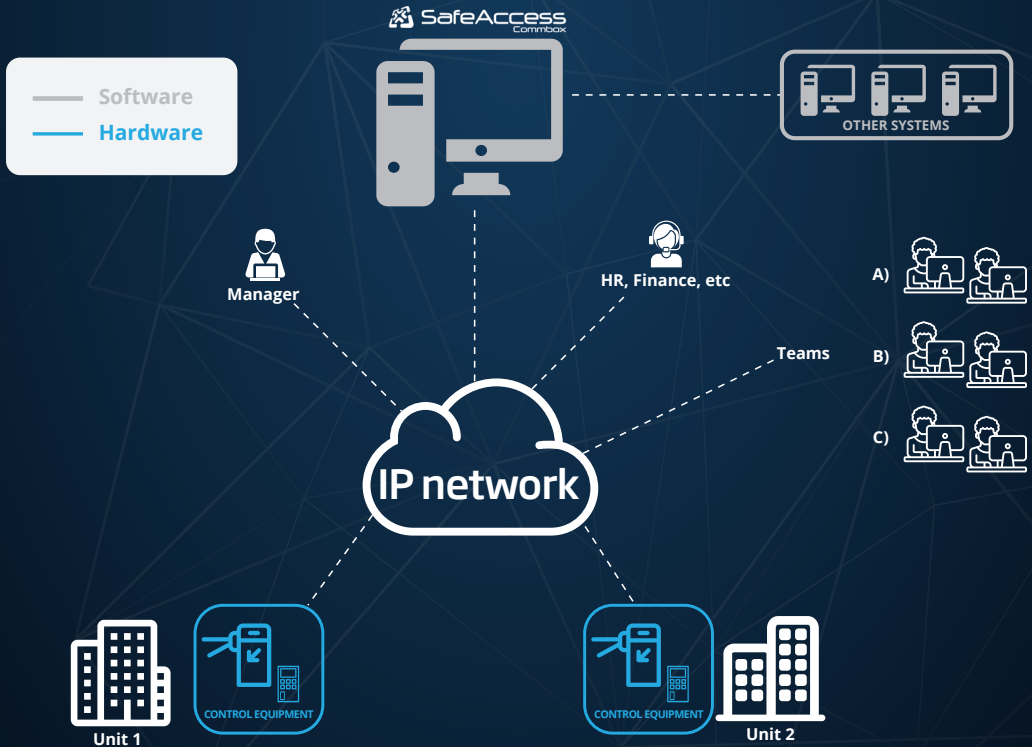 SafeAccess
Commbox
Software
Hardware
OTHER SYSTEMS
Manager
HR, Finance, etc
A)
Teams
B)
C)
IP network
CONTROL EQUIPMENT
Unit 1
CONTROL EQUIPMENT
Unit 2